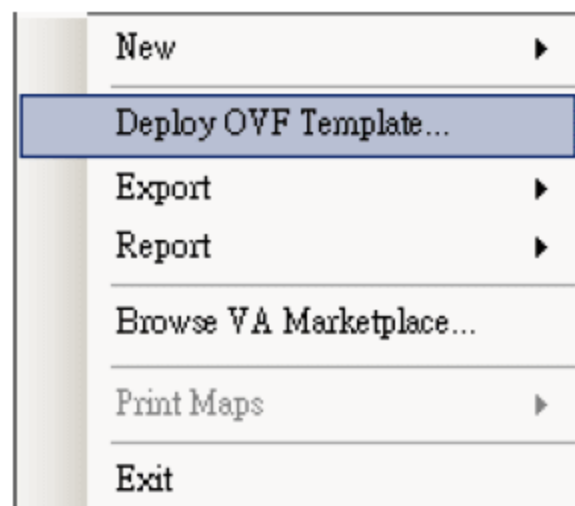 New
Deploy OVF Template...
Export
Report
Browse VA Marketplace...
Print Maps
Exit